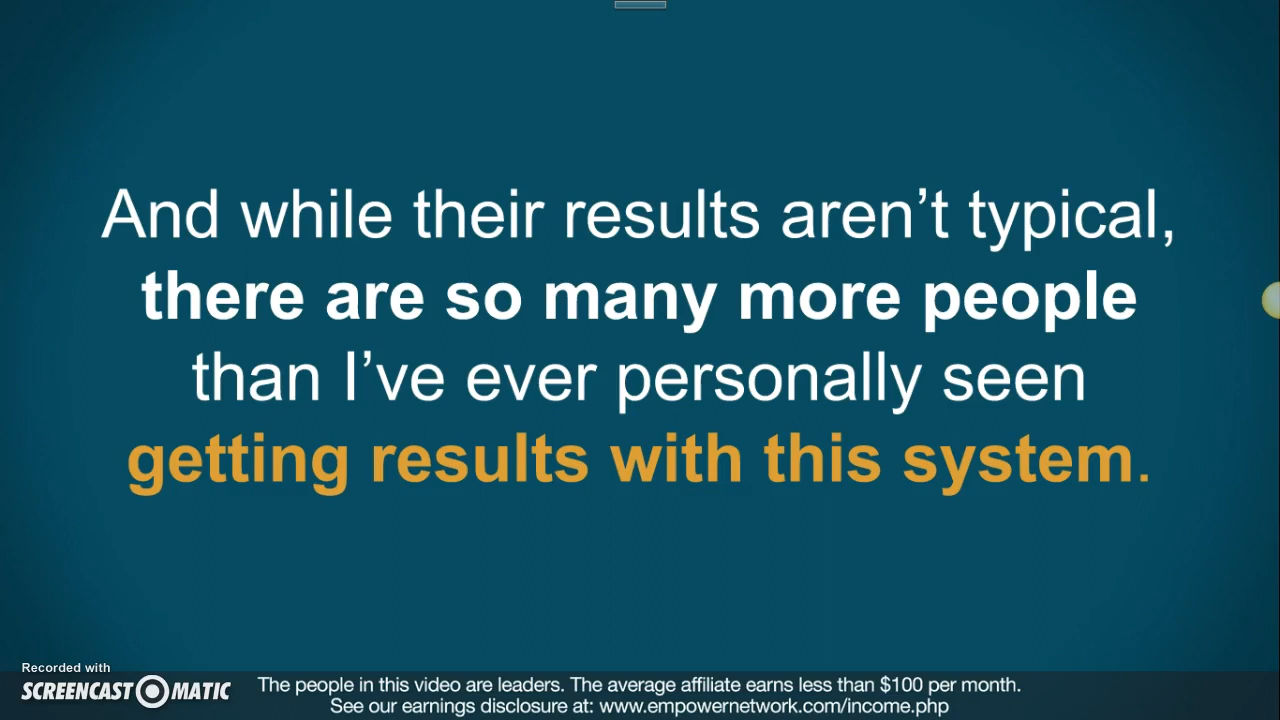 And while their results aren’t typical,
there are so many more people
than I’ve ever personally seen
getting results with this system.
Recorded with
SCREENCAST O MATIC
The people in this video are leaders. The average affiliate earns less than $100 per month.
See our earnings disclosure at: www.empowernetwork.com/income.php